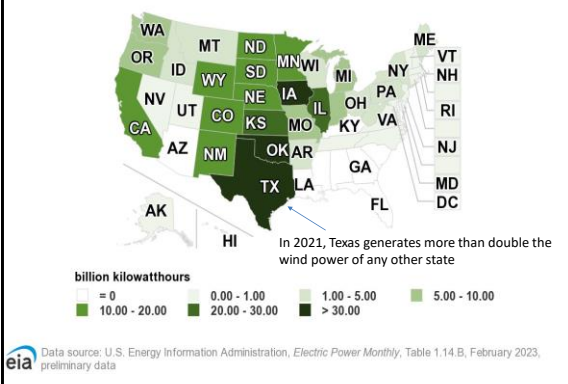 WA
ME
MT
ND
VT
OR
MN
NH
ID
SD
WI
NY
WY
MI
IA
PA
RI
NV
NE
IL
OH
UT
CO
KS
MO
KY
VA
NJ
CA
AZ
NM
OK
AR
GA
MD
TX
LA
DC
FL
AK
HI
In 2021, Texas generates more than double the
wind power of any other state
billion kilowatthours
= 0
0.00 - 1.00
1.00 - 5.00
5.00 - 10.00
10.00 - 20.00
20.00 - 30.00
> 30.00
eia
Data source: U.S. Energy Information Administration, Electric Power Monthly, Table 1.14.B, February 2023,
preliminary data